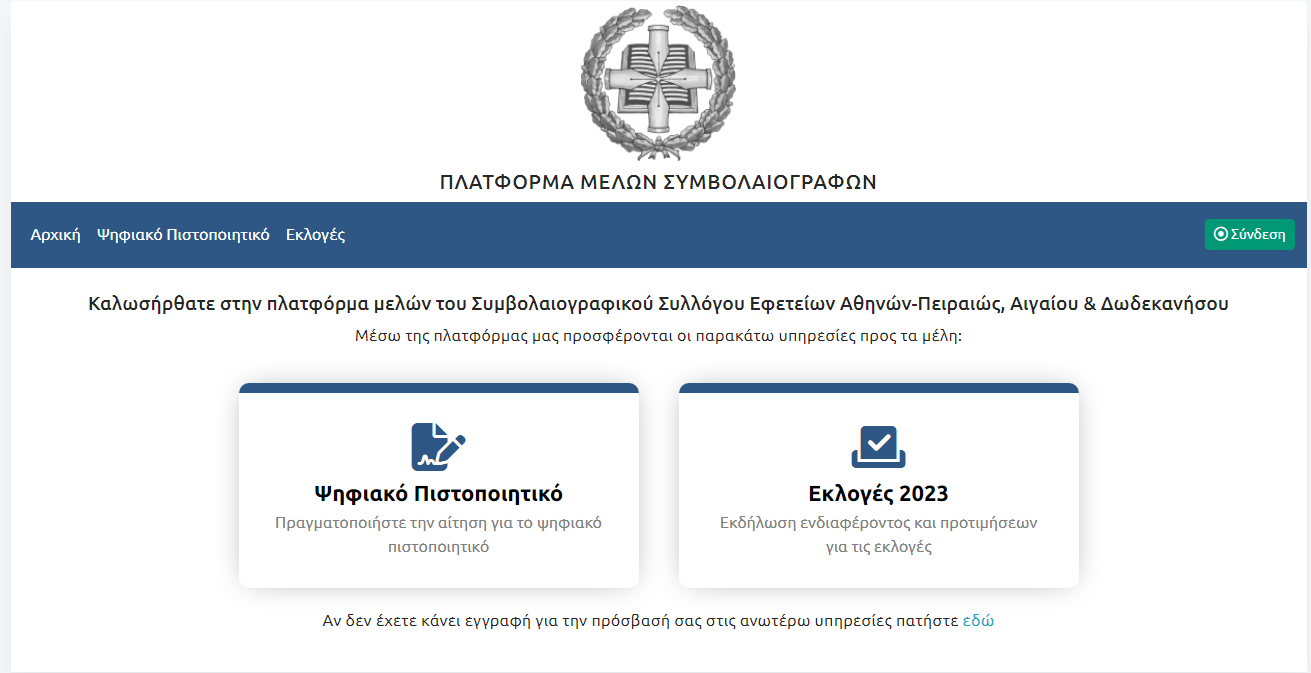 ΠΛΑΤΦΟΡΜΑ ΜΕΛΩΝ ΣΥΜΒΟΛΑΙΟΓΡΑΦΩΝ
Αρχική Ψηφιακό Πιστοποιητικό Εκλογές Σύνδεση
Καλωσήρθατε στην πλατφόρμα μελών του Συμβολαιογραφικού Συλλόγου Εφετείων Αθηνών-Πειραιώς, Αιγαίου & Δωδεκανήσου
Μέσω της πλατφόρμας μας προσφέρονται οι παρακάτω υπηρεσίες προς τα μέλη:
Ψηφιακό Πιστοποιητικό
Πραγματοποιήστε την αίτηση για το ψηφιακό
πιστοποιητικό
Εκλογές 2023
Εκδήλωση ενδιαφέροντος και προτιμήσεων
για τις εκλογές
Αν δεν έχετε κάνει εγγραφή για την πρόσβασή σας στις ανωτέρω υπηρεσίες πατήστε εδώ